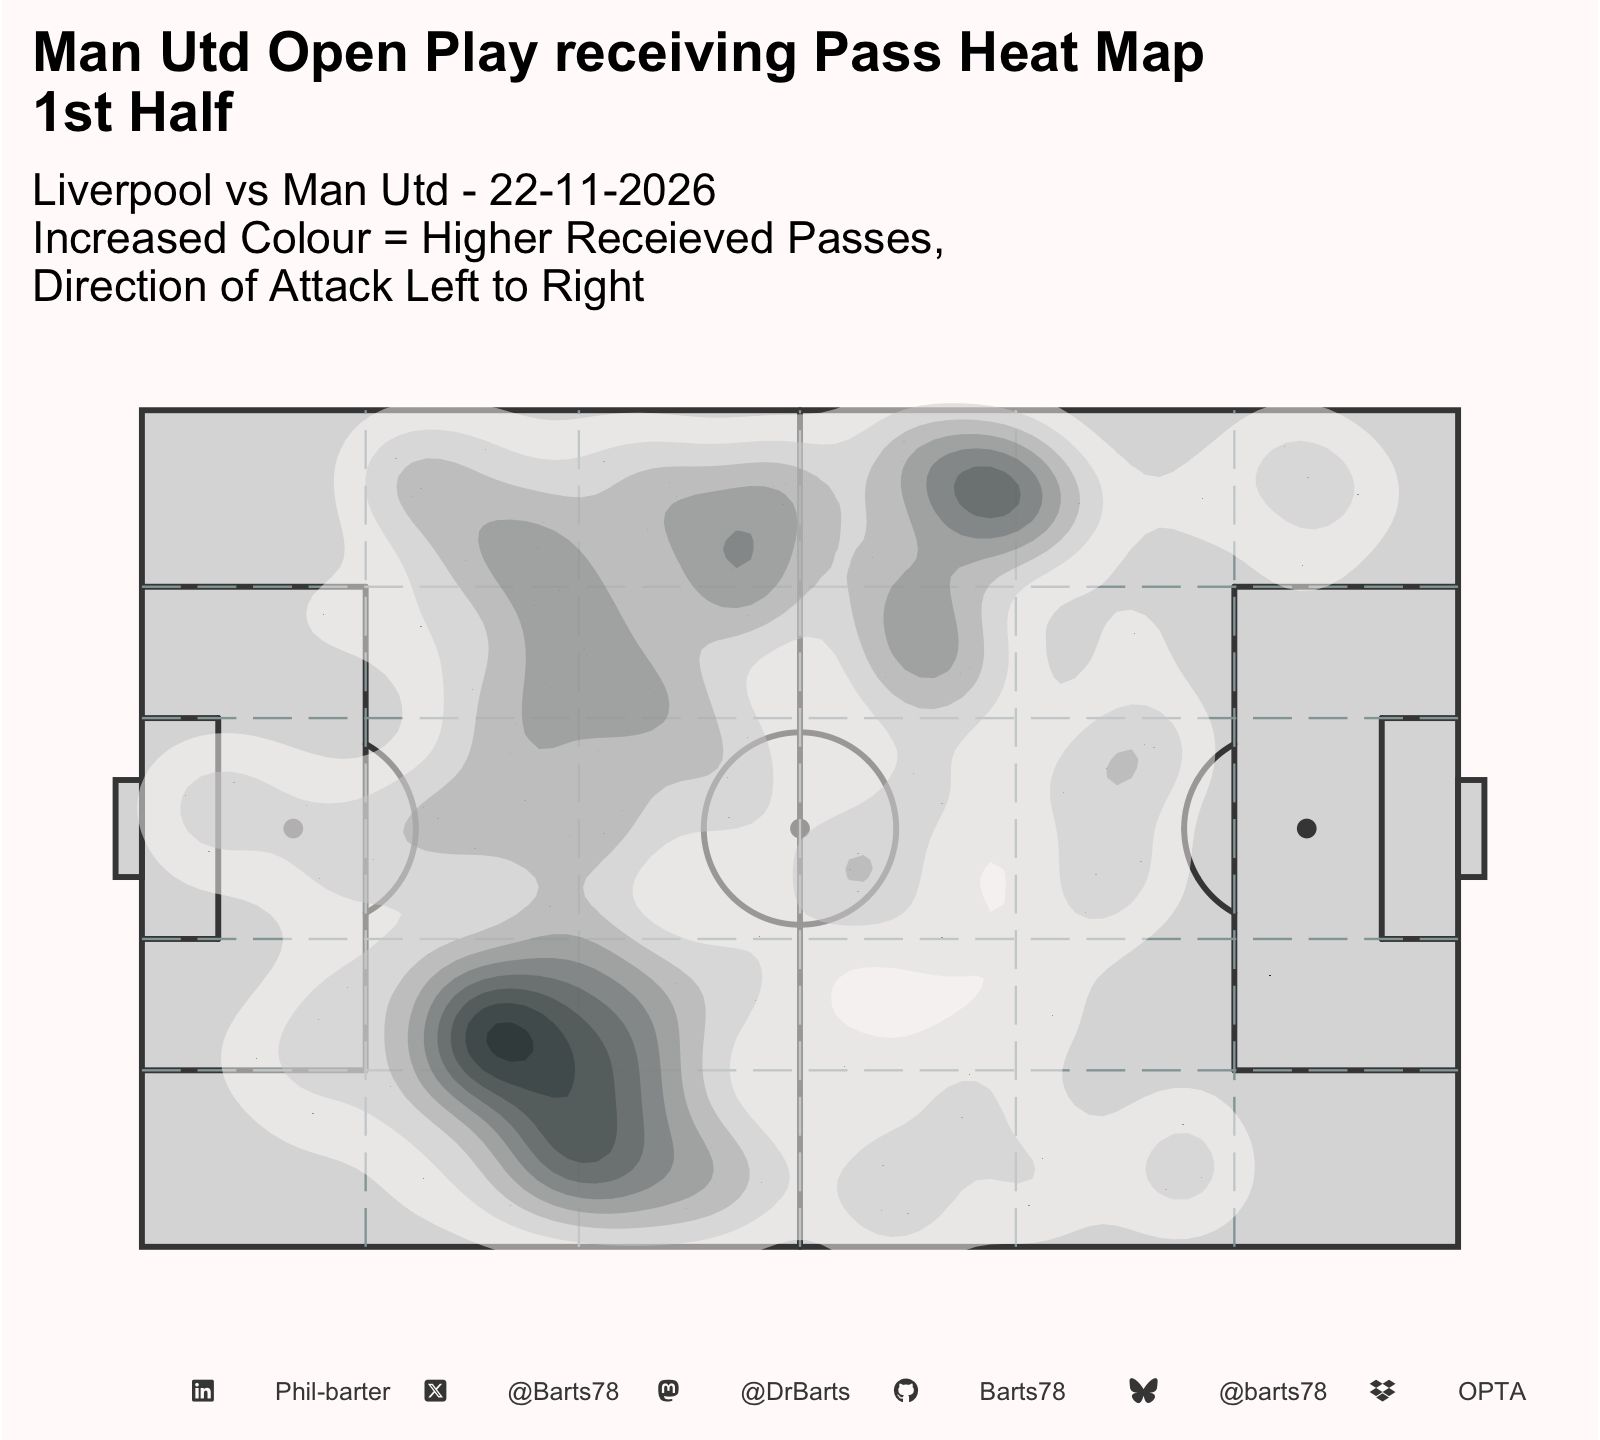 Man Utd Open Play receiving Pass Heat Map
1st Half
Liverpool vs Man Utd - 22-11-2026
Increased Colour = Higher Receieved Passes,
Direction of Attack Left to Right
Phil-barter @Barts78 @DrBarts Barts78 @barts78 OPTA